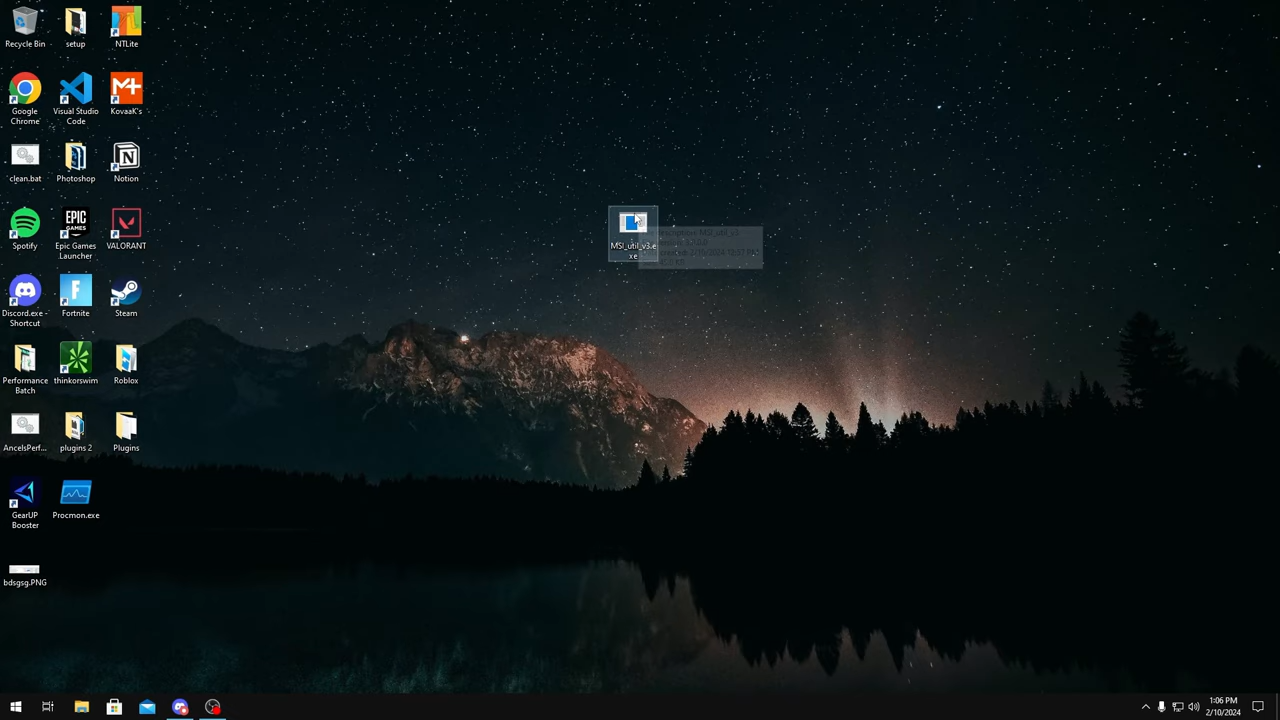 Recycle Bin
setup
NTLite
Google
Chrome
Visual Studio
Code
KovaaK's
clean.bat
Photoshop
Notion
Spotify
EPIC
GAMES
Epic Games
Launcher
VALORANT
Discord.exe -
Shortcut
Fortnite
Steam
Performance
Batch
thinkorswim
Roblox
AncelsPerf...
plugins 2
Plugins
GearUP
Booster
Procmon.exe
bdsgsg.PNG
MSI_util_v3.e
xe
1:06 PM
2/10/2024